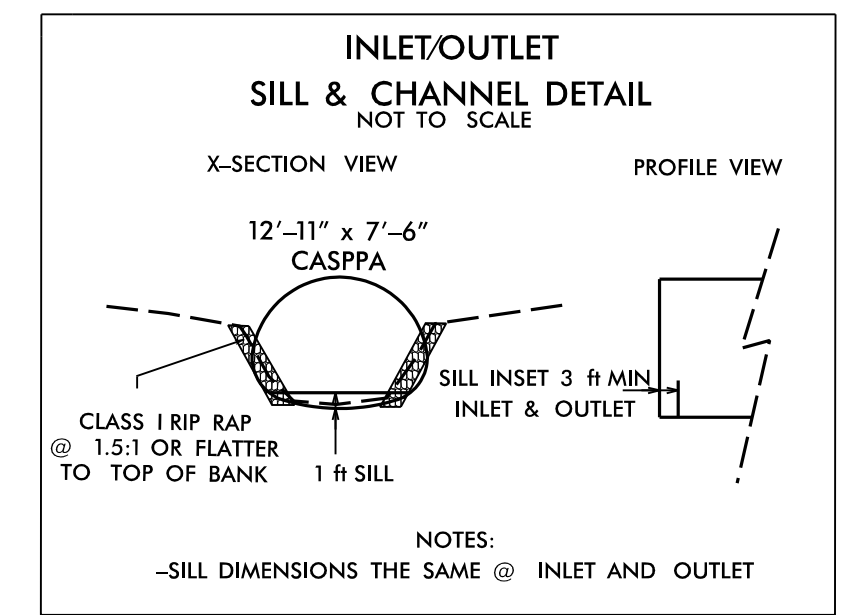 INLET/OUTLET
SILL & CHANNEL DETAIL
NOT TO SCALE
X–SECTION VIEW
PROFILE VIEW
12'–11" x 7'–6"
CASPPA
SILL INSET 3 ft MIN
INLET & OUTLET
CLASS I RIP RAP
@ 1.5:1 OR FLATTER
TO TOP OF BANK
1 ft SILL
NOTES:
–SILL DIMENSIONS THE SAME @ INLET AND OUTLET